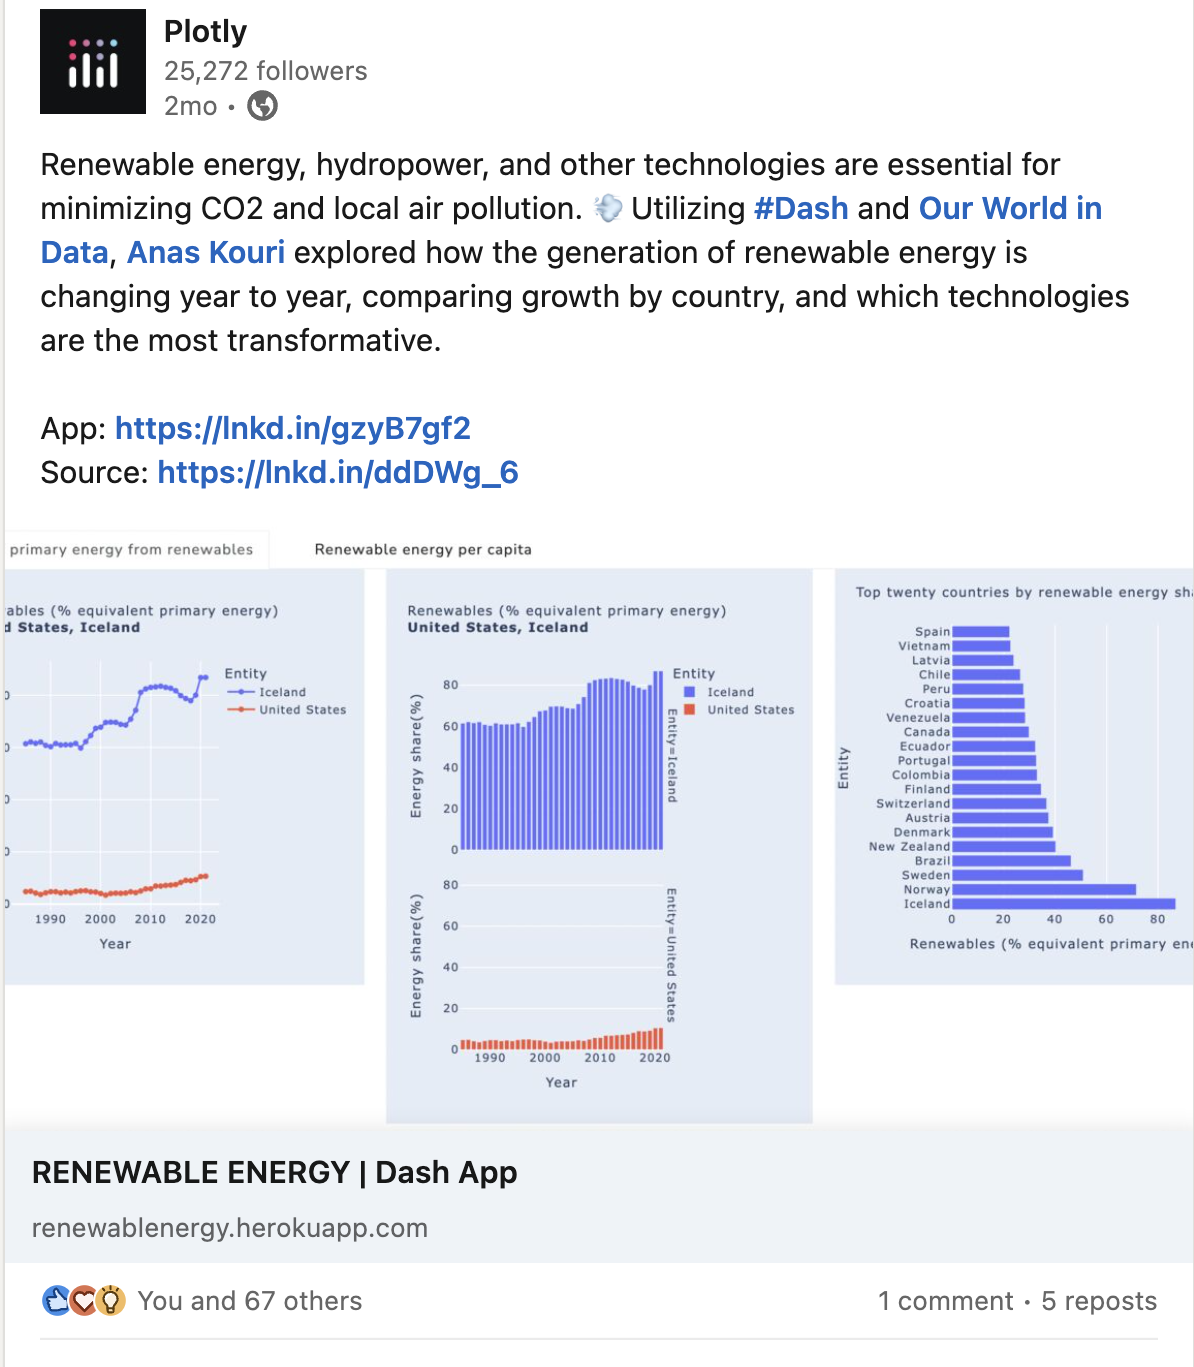 Plotly
25,272 followers
2mo •
Renewable energy, hydropower, and other technologies are essential for
minimizing CO2 and local air pollution. 💨 Utilizing #Dash and Our World in
Data, Anas Kouri explored how the generation of renewable energy is
changing year to year, comparing growth by country, and which technologies
are the most transformative.
App: https://lnkd.in/gzyB7gf2
Source: https://lnkd.in/ddDWg_6
primary energy from renewables
Renewable energy per capita
ables (% equivalent primary energy)
d States, Iceland
Entity
Iceland
United States
0
0
0
0
0
1990 2000 2010 2020
Year
Renewables (% equivalent primary energy)
United States, Iceland
Entity
Iceland
United States
80
60
40
20
0
Energy share(%)
Entity=Iceland
80
60
40
20
0
Energy share(%)
Entity=United States
1990 2000 2010 2020
Year
Top twenty countries by renewable energy sh
Entity
Spain
Vietnam
Latvia
Chile
Peru
Croatia
Venezuela
Canada
Ecuador
Portugal
Colombia
Finland
Switzerland
Austria
Denmark
New Zealand
Brazil
Sweden
Norway
Iceland
0 20 40 60 80
Renewables (% equivalent primary en
RENEWABLE ENERGY | Dash App
renewablenergy.herokuapp.com
You and 67 others
1 comment • 5 reposts